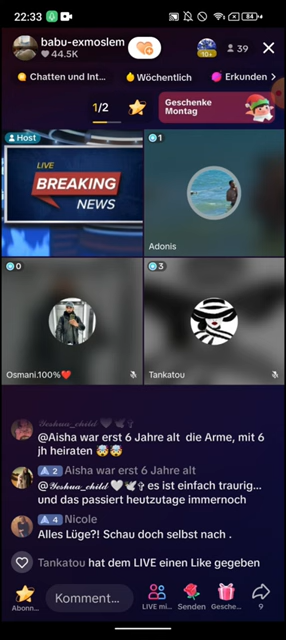 22:33
84
babu-exmoslem
44.5K
10+
39
Chatten und Int...
Wöchentlich
Erkunden
1/2
Geschenke
Montag
Host
1
LIVE
BREAKING
NEWS
Adonis
0
3
Osmani.100%❤️
Tankatou
𝒴𝑒𝓈𝒽𝓊𝒶_𝒸𝒽𝒾𝓁𝒹 🤍🕊✞
@Aisha war erst 6 Jahre alt die Arme, mit 6
jh heiraten 🤯🤯
2 Aisha war erst 6 Jahre alt
@𝒴𝑒𝓈𝒽𝓊𝒶_𝒸𝒽𝒾𝓁𝒹 🤍🕊✞ es ist einfach traurig...
und das passiert heutzutage immernoch
4 Nicole
Alles Lüge?! Schau doch selbst nach .
Tankatou hat dem LIVE einen Like gegeben
Abonn...
Komment...
LIVE mi...
Senden
Gesche...
9